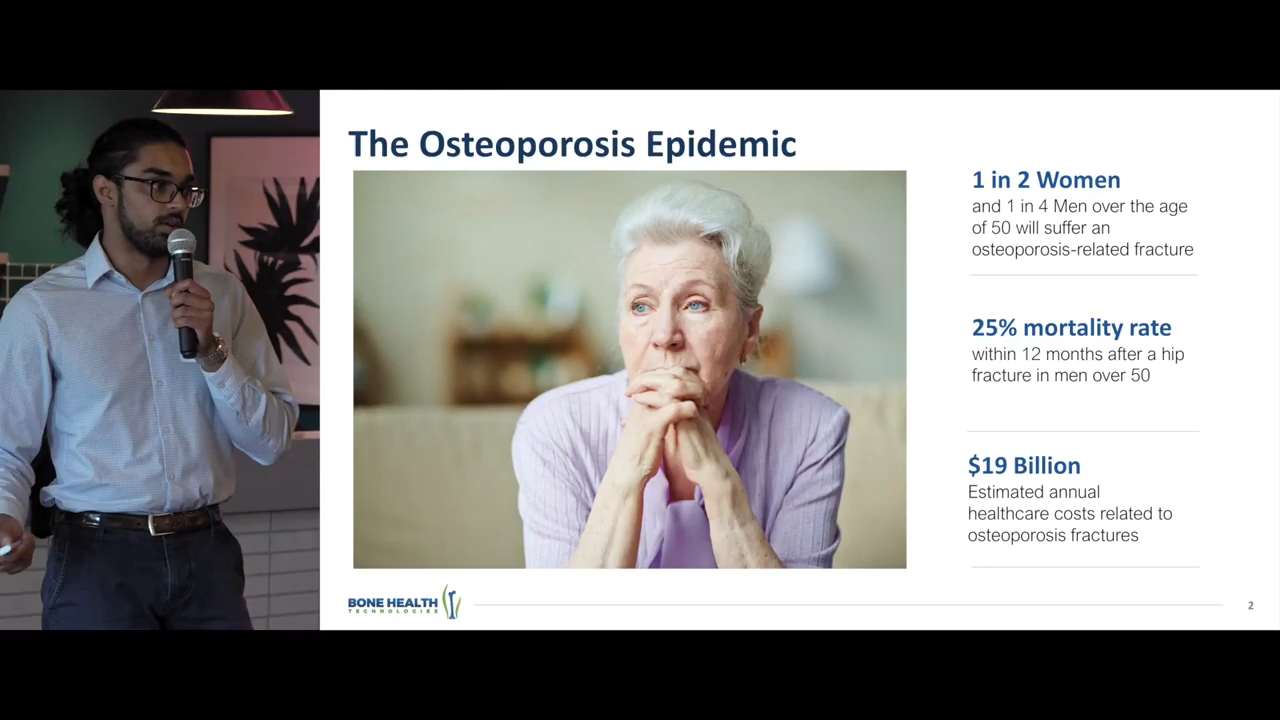 The Osteoporosis Epidemic
1 in 2 Women
and 1 in 4 Men over the age
of 50 will suffer an
osteoporosis-related fracture
25% mortality rate
within 12 months after a hip
fracture in men over 50
$19 Billion
Estimated annual
healthcare costs related to
osteoporosis fractures
BONE HEALTH
TECHNOLOGIES
2